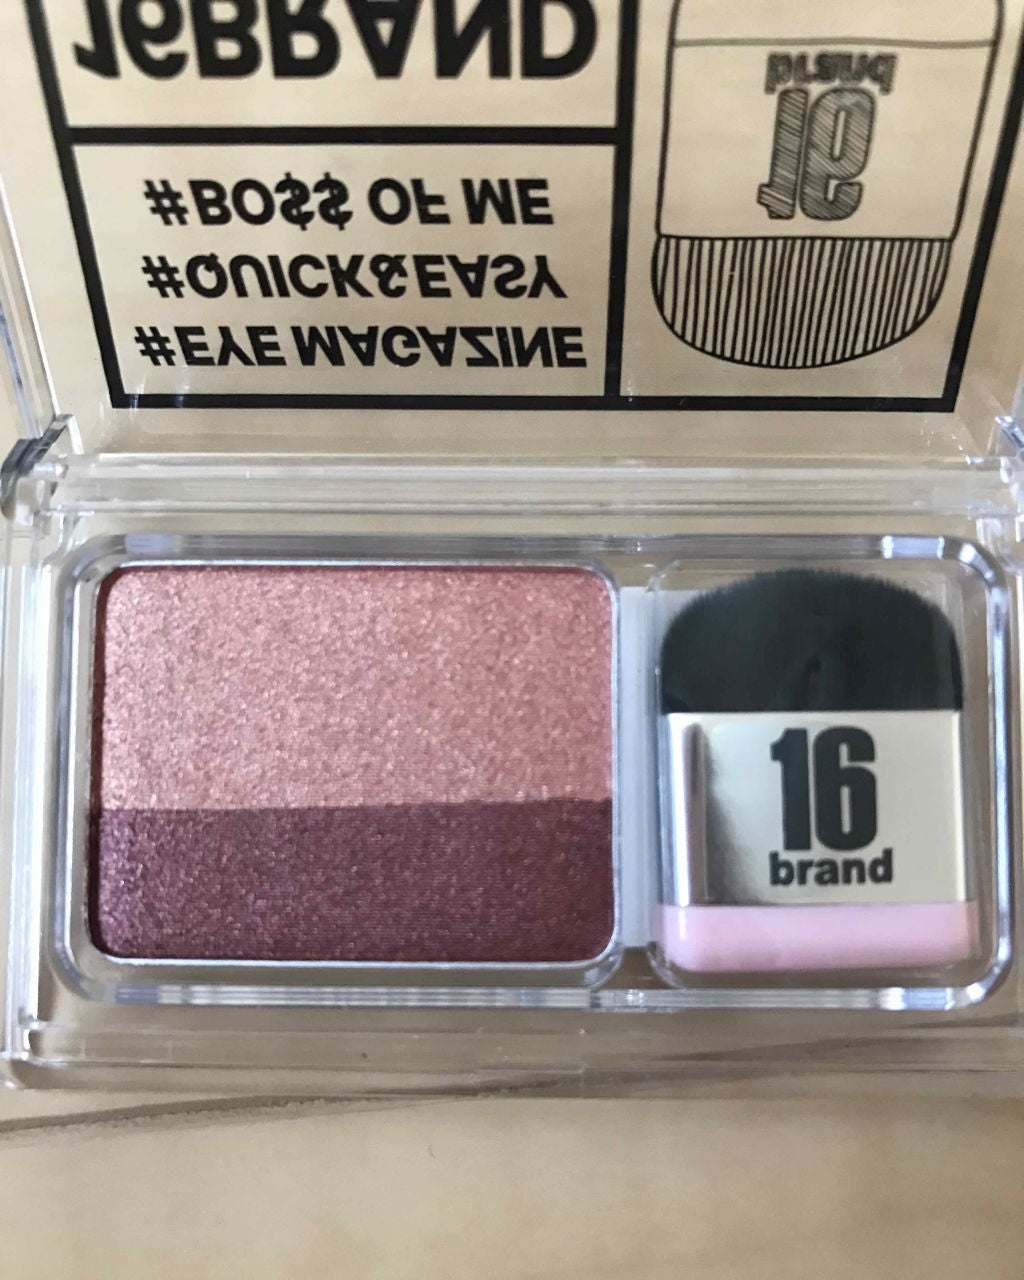 16BRAND
#BO$$ OF ME
#QUICK&EASY
#EYE MAGAZINE
brand
16
16
brand